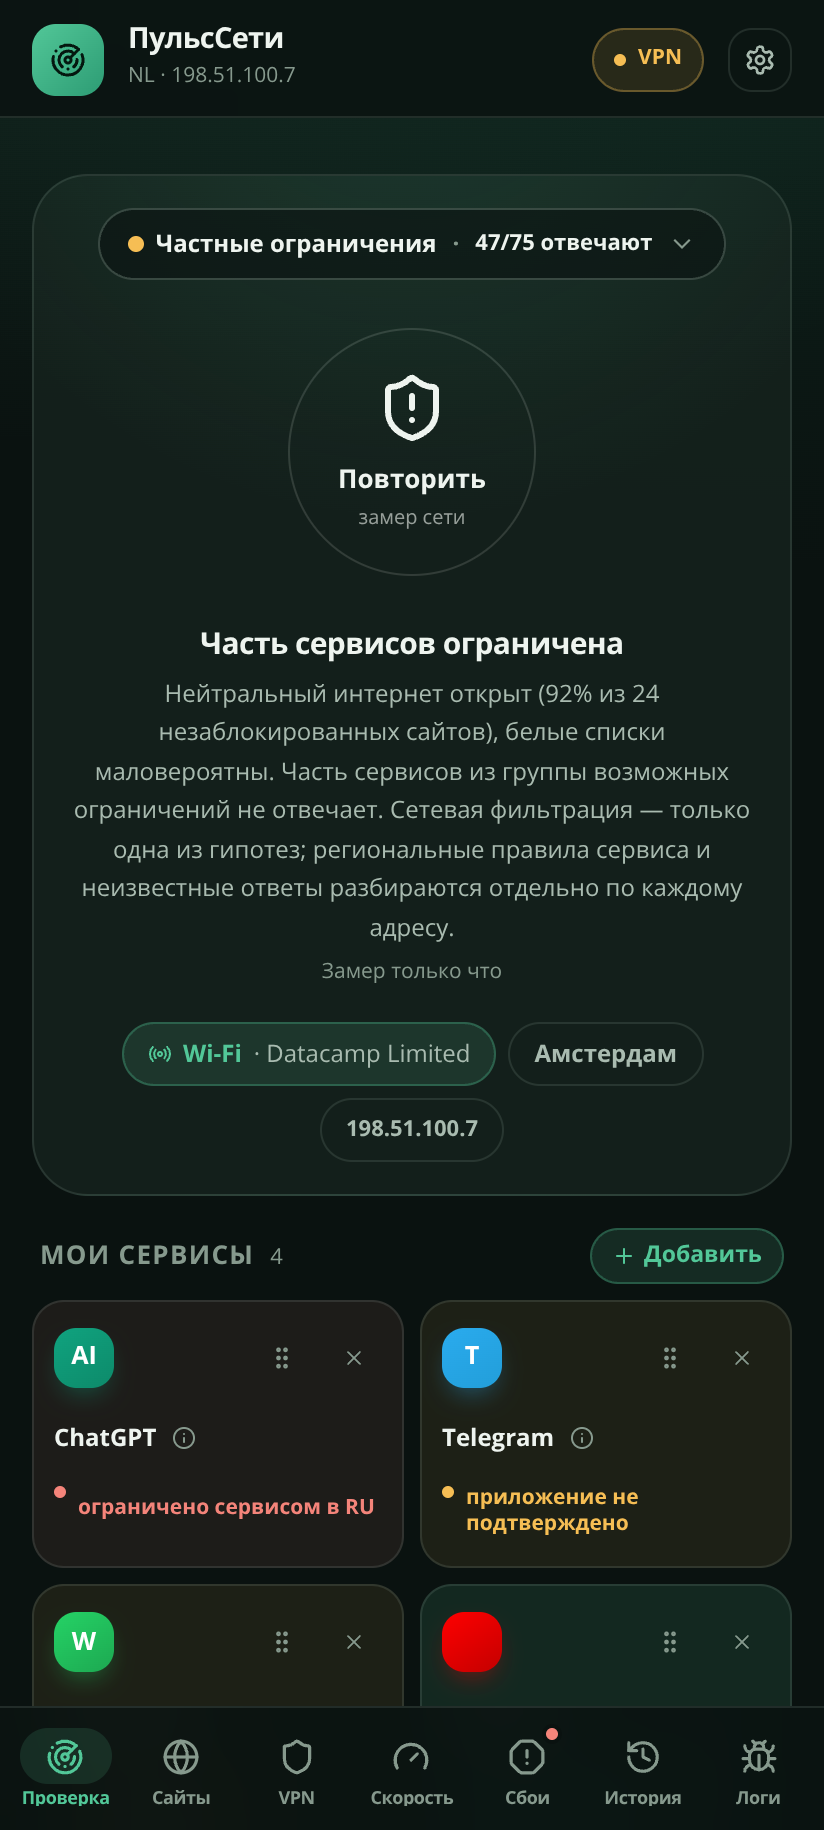 ПульсСети
NL · 198.51.100.7
VPN
Частные ограничения · 47/75 отвечают
Повторить
замер сети
Часть сервисов ограничена
Нейтральный интернет открыт (92% из 24
незаблокированных сайтов), белые списки
маловероятны. Часть сервисов из группы возможных
ограничений не отвечает. Сетевая фильтрация — только
одна из гипотез; региональные правила сервиса и
неизвестные ответы разбираются отдельно по каждому
адресу.
Замер только что
Wi-Fi · Datacamp Limited
Амстердам
198.51.100.7
МОИ СЕРВИСЫ 4
+ Добавить
AI
ChatGPT
ограничено сервисом в RU
T
Telegram
приложение не
подтверждено
W
Проверка
Сайты
VPN
Скорость
Сбои
История
Логи